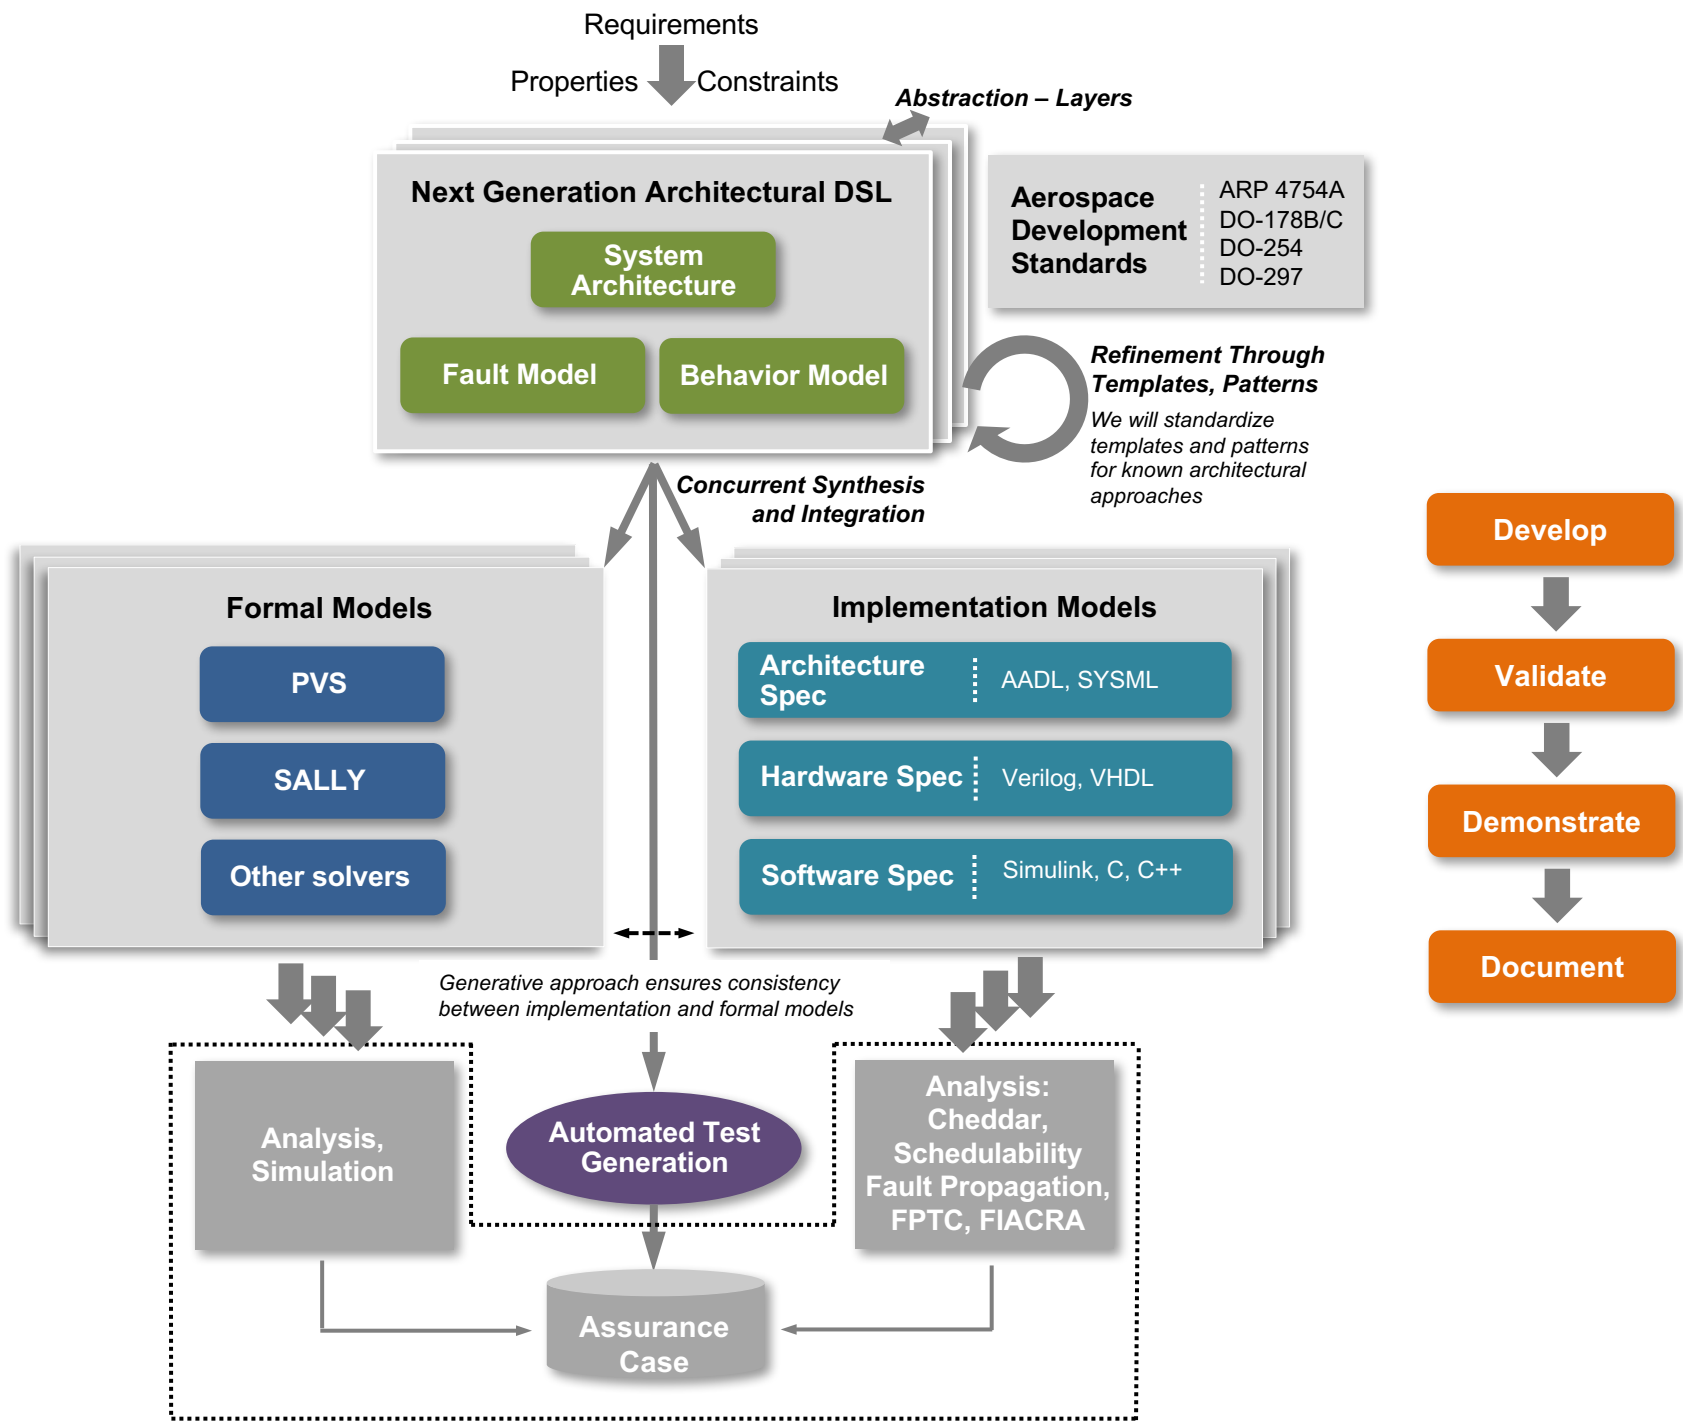 Requirements
Properties
Constraints
Abstraction – Layers
Next Generation Architectural DSL
System
Architecture
Fault Model
Behavior Model
Aerospace
Development
Standards
ARP 4754A
DO-178B/C
DO-254
DO-297
Refinement Through
Templates, Patterns
We will standardize
templates and patterns
for known architectural
approaches
Concurrent Synthesis
and Integration
Formal Models
PVS
SALLY
Other solvers
Implementation Models
Architecture
Spec
AADL, SYSML
Hardware Spec
Verilog, VHDL
Software Spec
Simulink, C, C++
Generative approach ensures consistency
between implementation and formal models
Analysis,
Simulation
Automated Test
Generation
Analysis:
Cheddar,
Schedulability
Fault Propagation,
FPTC, FIACRA
Assurance
Case
Develop
Validate
Demonstrate
Document